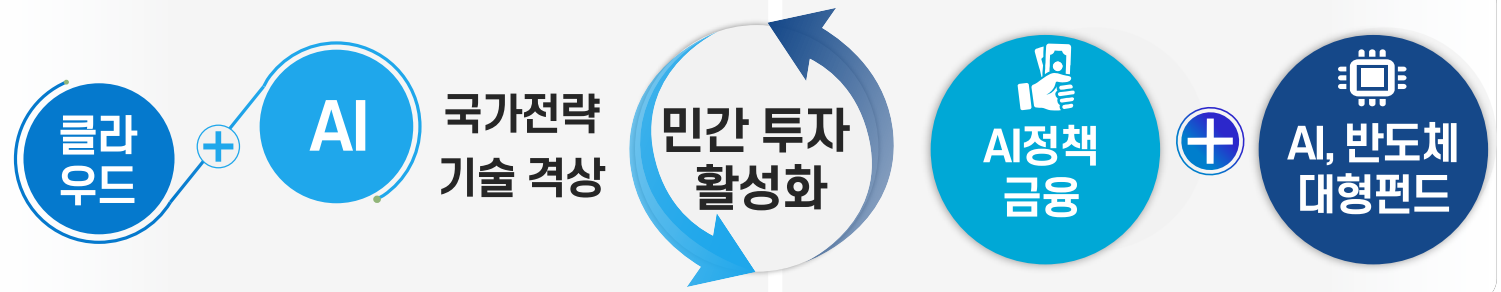 클라
우드
AI
국가전략
기술 격상
민간 투자
활성화
AI정책
금융
AI, 반도체
대형펀드